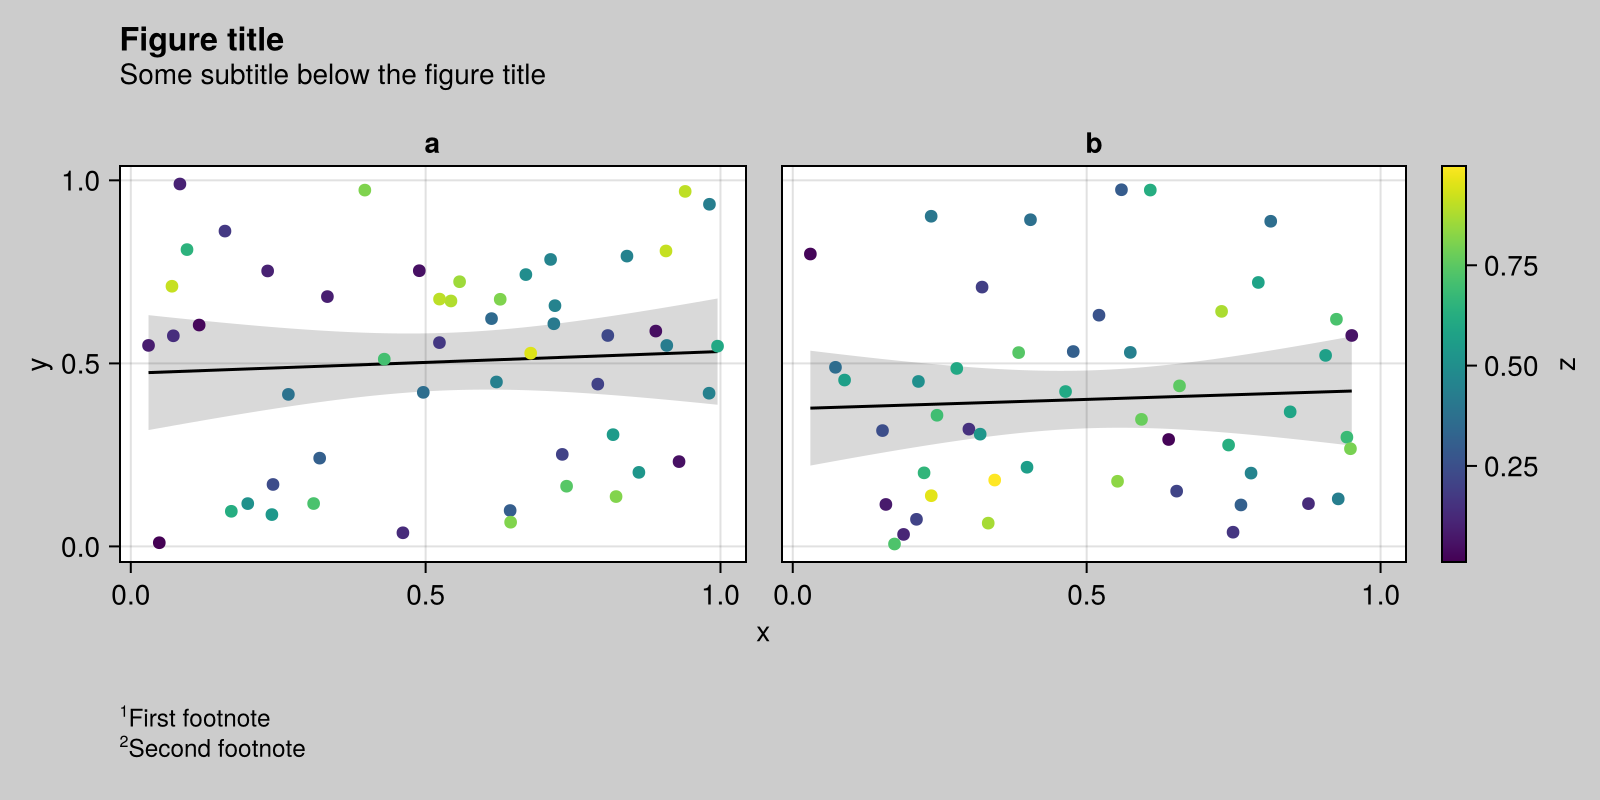 Figure title
Some subtitle below the figure title
a
b
1.0
0.5
0.0
y
0.0
0.5
1.0
0.0
0.5
1.0
x
0.75
0.50
0.25
z
¹First footnote
²Second footnote